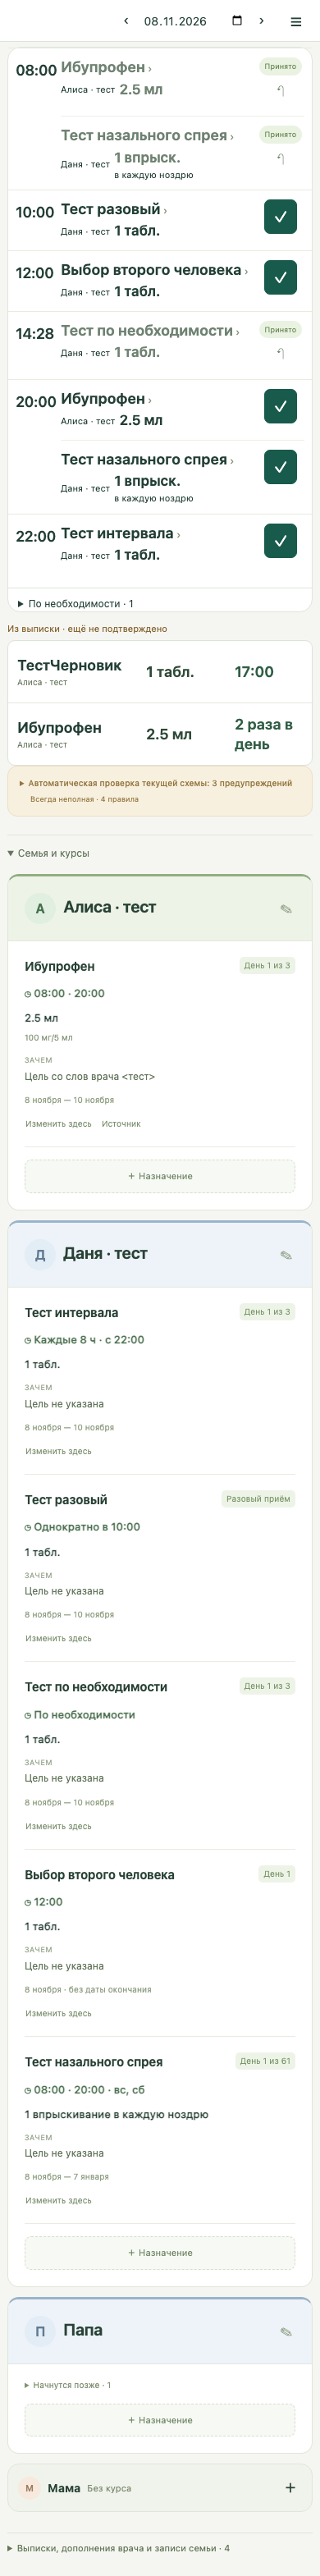 ‹ 08.11.2026 ›
08:00 Ибупрофен ›
Принято
Алиса · тест 2.5 мл
Тест назального спрея ›
Принято
Даня · тест 1 впрыск.
в каждую ноздрю
10:00 Тест разовый ›
Даня · тест 1 табл.
12:00 Выбор второго человека ›
Даня · тест 1 табл.
14:28 Тест по необходимости ›
Принято
Даня · тест 1 табл.
20:00 Ибупрофен ›
Алиса · тест 2.5 мл
Тест назального спрея ›
Даня · тест 1 впрыск.
в каждую ноздрю
22:00 Тест интервала ›
Даня · тест 1 табл.
По необходимости · 1
Из выписки · ещё не подтверждено
ТестЧерновик 1 табл. 17:00
Алиса · тест
Ибупрофен 2.5 мл 2 раза в день
Алиса · тест
Автоматическая проверка текущей схемы: 3 предупреждений
Всегда неполная · 4 правила
Семья и курсы
А Алиса · тест
Ибупрофен День 1 из 3
08:00 · 20:00
2.5 мл
100 мг/5 мл
ЗАЧЕМ
Цель со слов врача <тест>
8 ноября — 10 ноября
Изменить здесь Источник
+ Назначение
Д Даня · тест
Тест интервала День 1 из 3
Каждые 8 ч · с 22:00
1 табл.
ЗАЧЕМ
Цель не указана
8 ноября — 10 ноября
Изменить здесь
Тест разовый Разовый приём
Однократно в 10:00
1 табл.
ЗАЧЕМ
Цель не указана
8 ноября — 10 ноября
Изменить здесь
Тест по необходимости День 1 из 3
По необходимости
1 табл.
ЗАЧЕМ
Цель не указана
8 ноября — 10 ноября
Изменить здесь
Выбор второго человека День 1
12:00
1 табл.
ЗАЧЕМ
Цель не указана
8 ноября · без даты окончания
Изменить здесь
Тест назального спрея День 1 из 61
08:00 · 20:00 · вс, сб
1 впрыскивание в каждую ноздрю
ЗАЧЕМ
Цель не указана
8 ноября — 7 января
Изменить здесь
+ Назначение
П Папа
Начнутся позже · 1
+ Назначение
М Мама Без курса +
Выписки, дополнения врача и записи семьи · 4